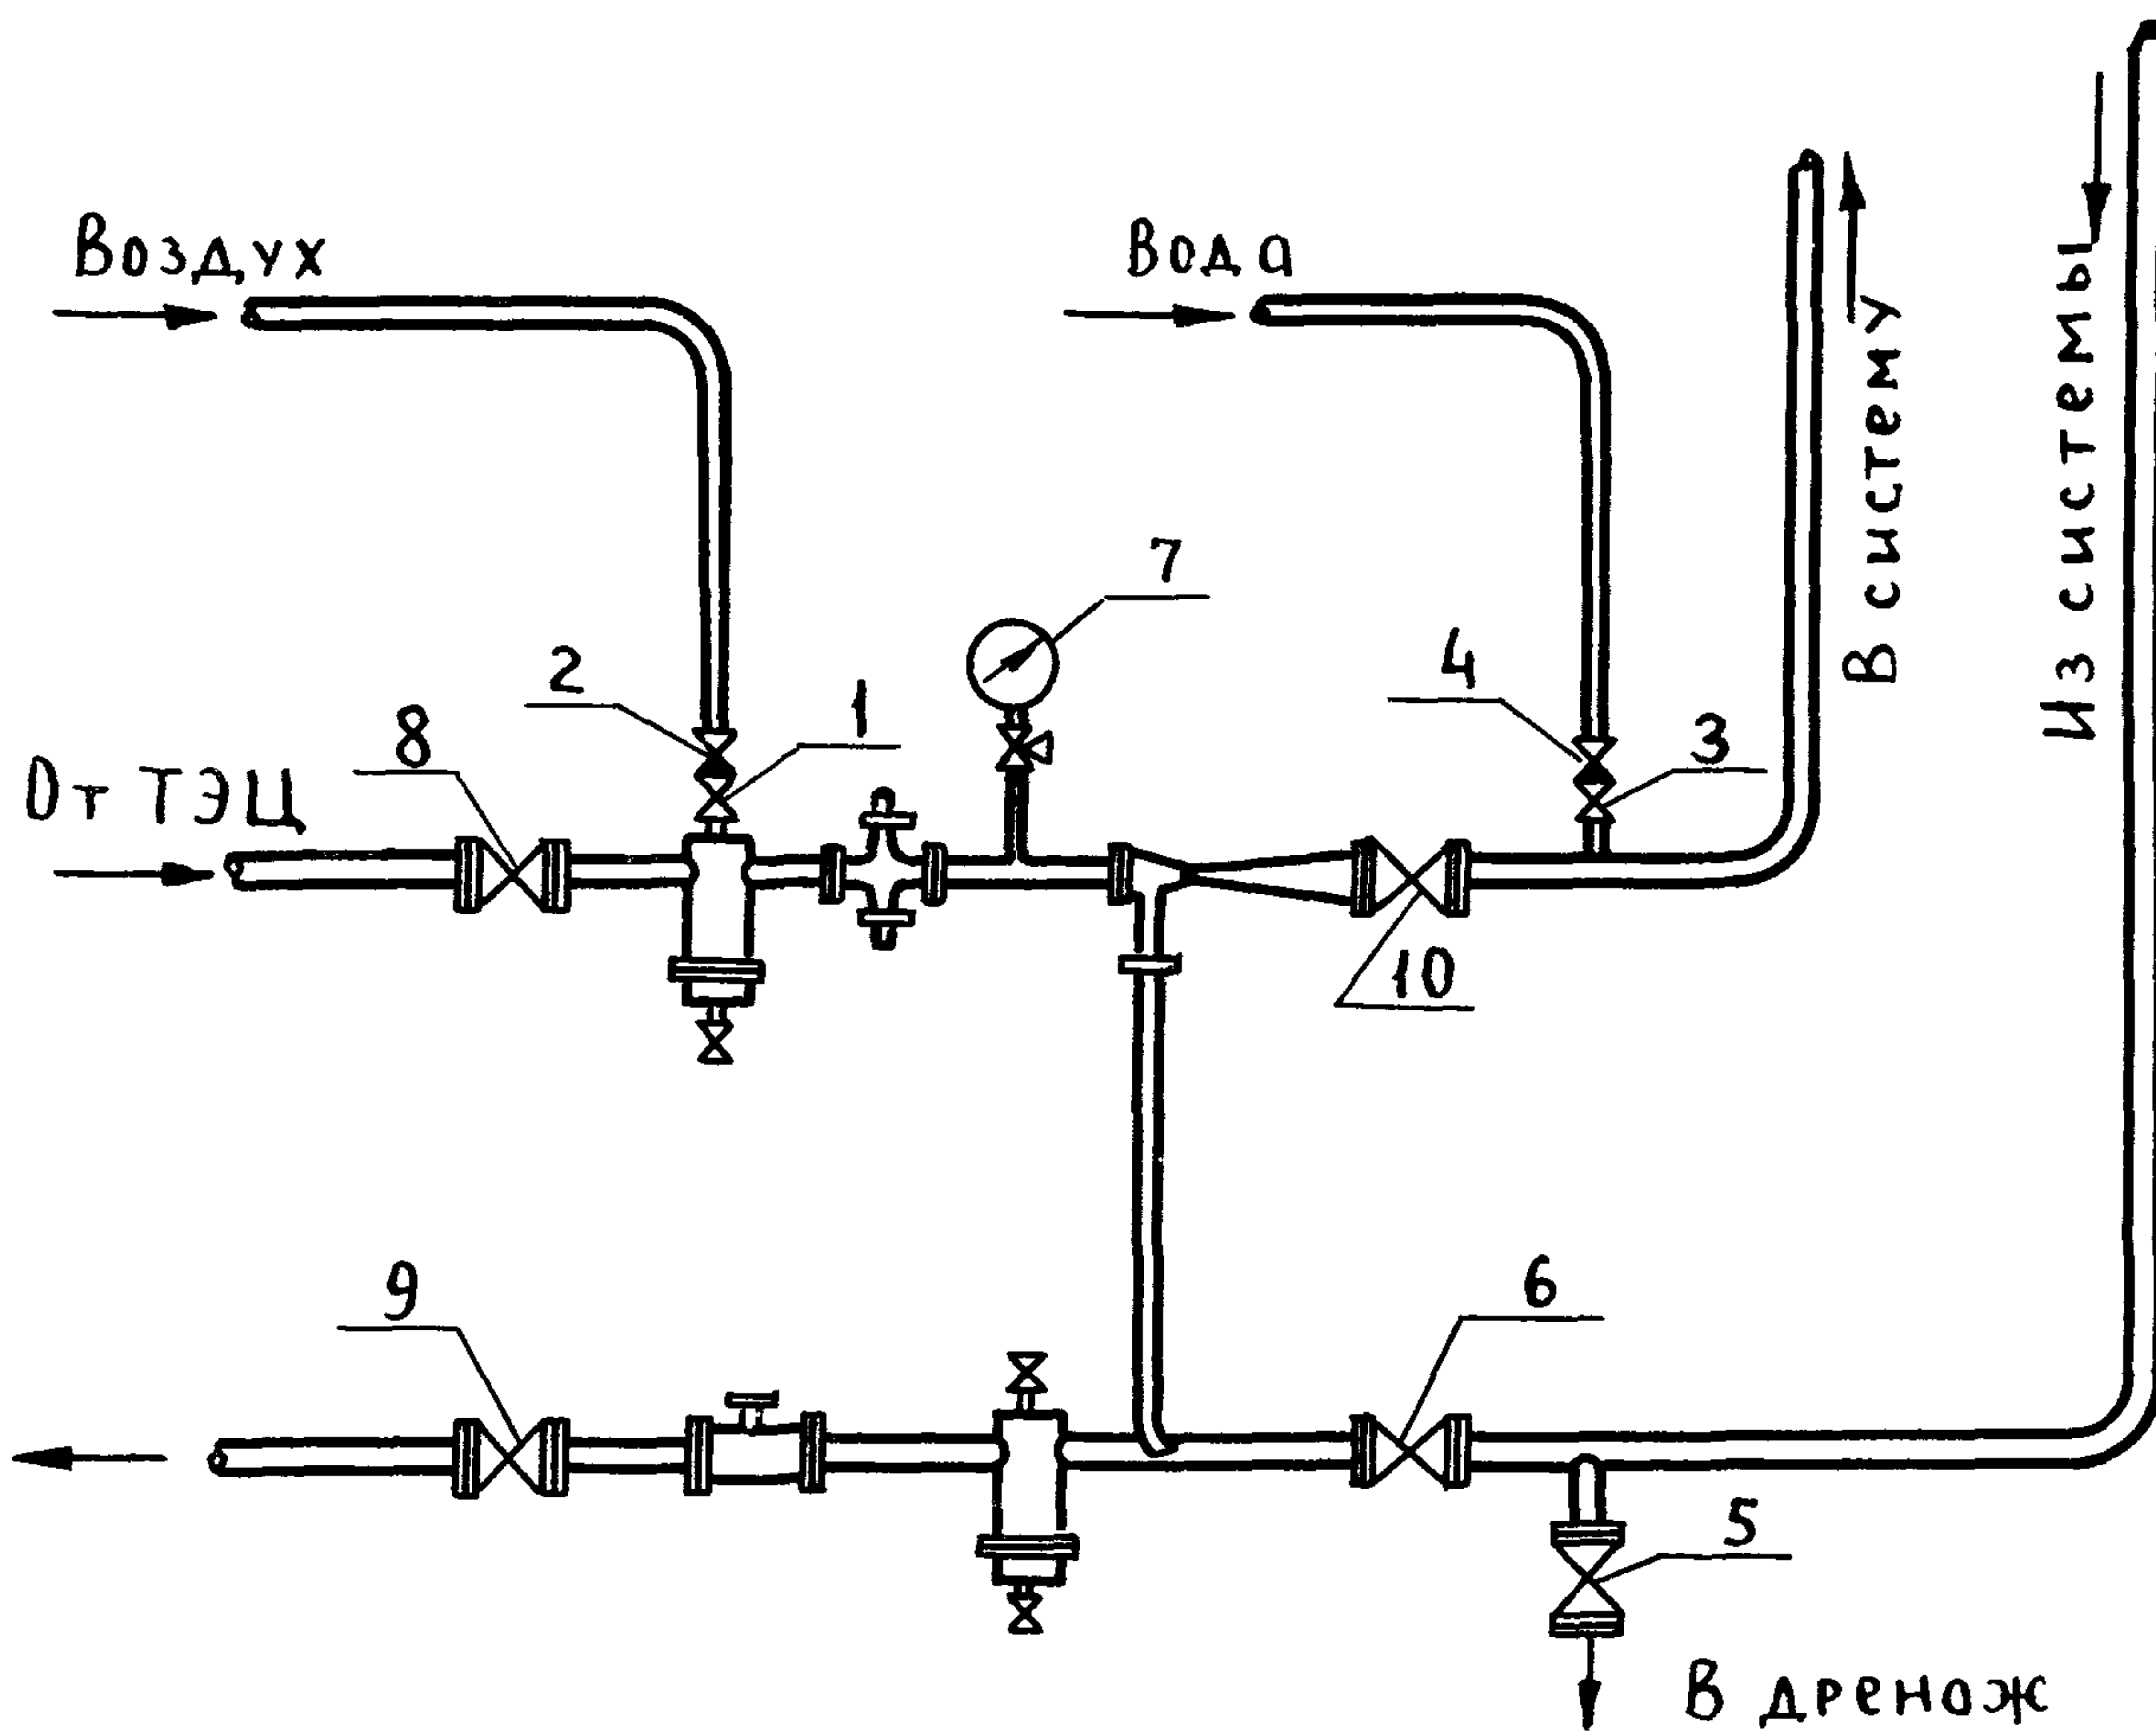 Воздух
Вода
В систему
Из системы
7
2
1
4
3
8
От ТЭЦ
10
9
6
5
В дренаж